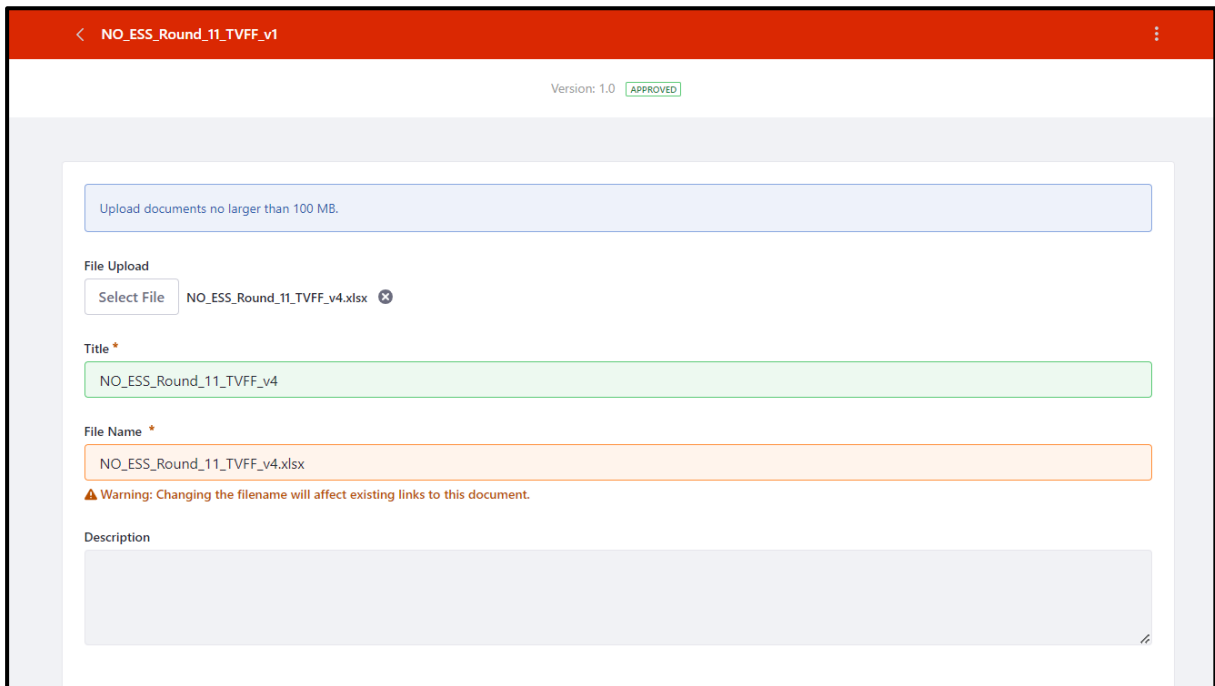 NO_ESS_Round_11_TVFF_v1
Version: 1.0 APPROVED
Upload documents no larger than 100 MB.
File Upload
Select File NO_ESS_Round_11_TVFF_v4.xlsx
Title *
NO_ESS_Round_11_TVFF_v4
File Name *
NO_ESS_Round_11_TVFF_v4.xlsx
Warning: Changing the filename will affect existing links to this document.
Description